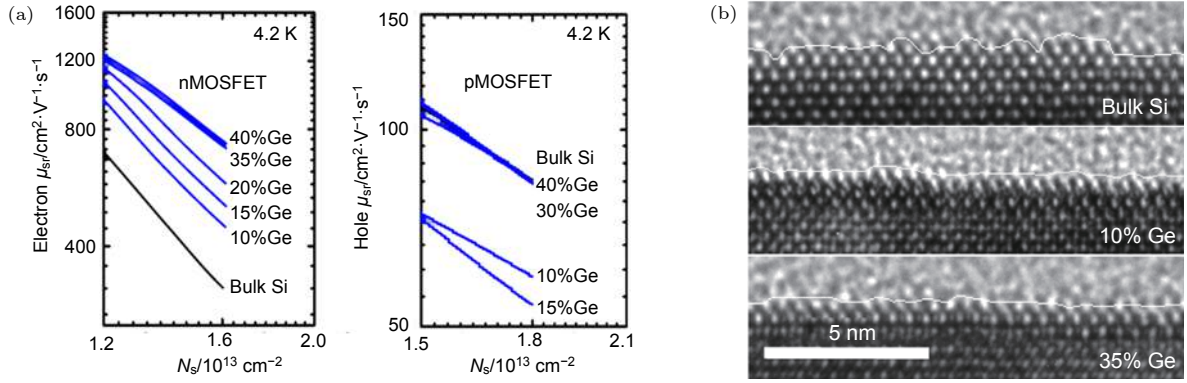 (a)
Electron μsr/cm²·V⁻¹·s⁻¹
1600
1200
800
400
4.2 K
nMOSFET
40%Ge
35%Ge
20%Ge
15%Ge
10%Ge
Bulk Si
1.2
1.6
2.0
Ns/10¹³ cm⁻²
Hole μsr/cm²·V⁻¹·s⁻¹
150
100
50
4.2 K
pMOSFET
Bulk Si
40%Ge
30%Ge
10%Ge
15%Ge
1.5
1.8
2.1
Ns/10¹³ cm⁻²
(b)
Bulk Si
10% Ge
5 nm
35% Ge